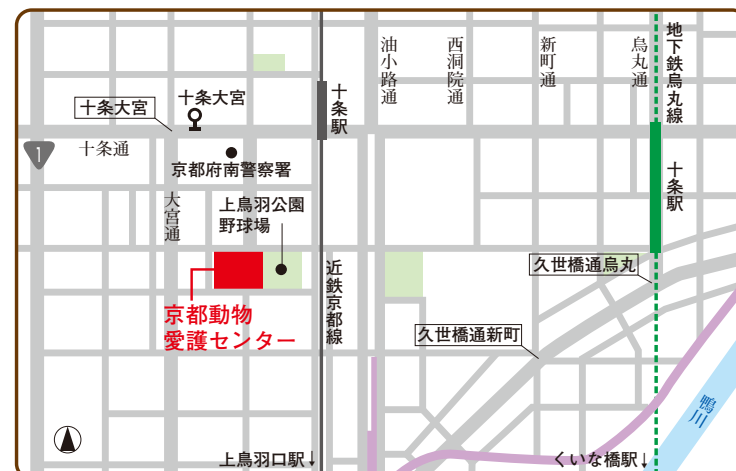 油小路通
西洞院通
新町通
烏丸通
地下鉄烏丸線
十条大宮
十条大宮
十条駅
1
十条通
京都府南警察署
十条駅
大宮通
上鳥羽公園
野球場
久世橋通烏丸
近鉄京都線
京都動物
愛護センター
久世橋通新町
鴨川
上鳥羽口駅↓
くいな橋駅↓